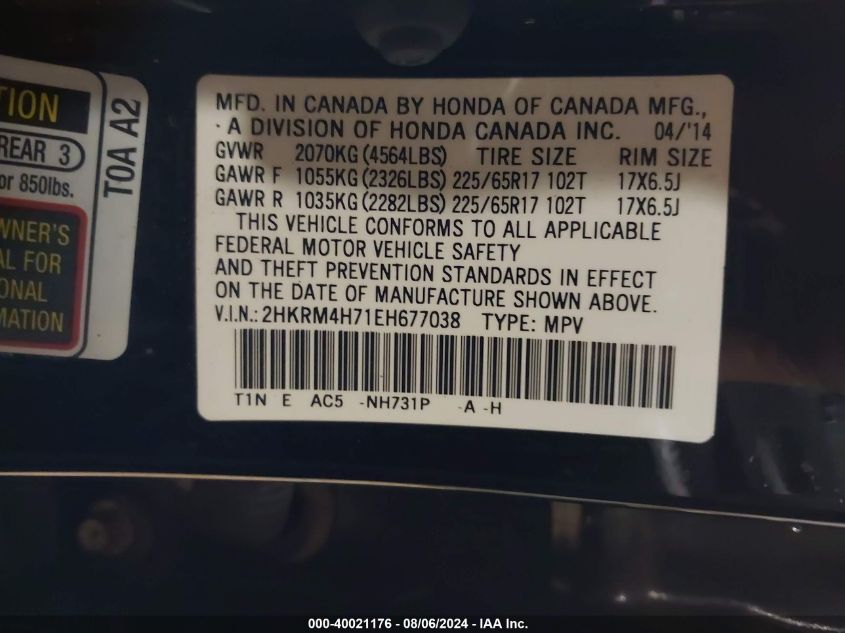 TION
REAR 3
or 850lbs.
WNER'S
AL FOR
ONAL
MATION
T0A A2
MFD. IN CANADA BY HONDA OF CANADA MFG.,
A DIVISION OF HONDA CANADA INC. 04/'14
GVWR 2070KG (4564LBS) TIRE SIZE RIM SIZE
GAWR F 1055KG (2326LBS) 225/65R17 102T 17X6.5J
GAWR R 1035KG (2282LBS) 225/65R17 102T 17X6.5J
THIS VEHICLE CONFORMS TO ALL APPLICABLE
FEDERAL MOTOR VEHICLE SAFETY
AND THEFT PREVENTION STANDARDS IN EFFECT
ON THE DATE OF MANUFACTURE SHOWN ABOVE.
V.I.N.: 2HKRM4H71EH677038 TYPE: MPV
T1N E AC5 -NH731P -A -H
000-40021176 - 08/06/2024 - IAA Inc.